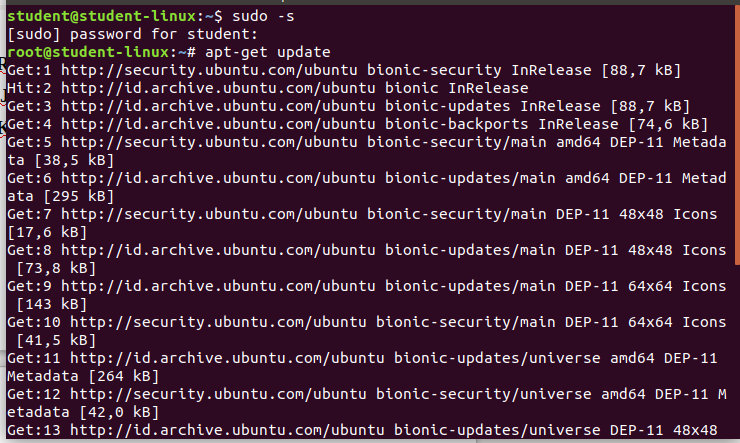 student@student-linux:~$ sudo -s
[sudo] password for student:
root@student-linux:~# apt-get update
Get:1 http://security.ubuntu.com/ubuntu bionic-security InRelease [88,7 kB]
Hit:2 http://id.archive.ubuntu.com/ubuntu bionic InRelease
Get:3 http://id.archive.ubuntu.com/ubuntu bionic-updates InRelease [88,7 kB]
Get:4 http://id.archive.ubuntu.com/ubuntu bionic-backports InRelease [74,6 kB]
Get:5 http://security.ubuntu.com/ubuntu bionic-security/main amd64 DEP-11 Metada
ta [38,5 kB]
Get:6 http://id.archive.ubuntu.com/ubuntu bionic-updates/main amd64 DEP-11 Metad
ata [295 kB]
Get:7 http://security.ubuntu.com/ubuntu bionic-security/main DEP-11 48x48 Icons
[17,6 kB]
Get:8 http://id.archive.ubuntu.com/ubuntu bionic-updates/main DEP-11 48x48 Icons
[73,8 kB]
Get:9 http://id.archive.ubuntu.com/ubuntu bionic-updates/main DEP-11 64x64 Icons
[143 kB]
Get:10 http://security.ubuntu.com/ubuntu bionic-security/main DEP-11 64x64 Icons
[41,5 kB]
Get:11 http://id.archive.ubuntu.com/ubuntu bionic-updates/universe amd64 DEP-11
Metadata [264 kB]
Get:12 http://security.ubuntu.com/ubuntu bionic-security/universe amd64 DEP-11 M
etadata [42,0 kB]
Get:13 http://id.archive.ubuntu.com/ubuntu bionic-updates/universe DEP-11 48x48